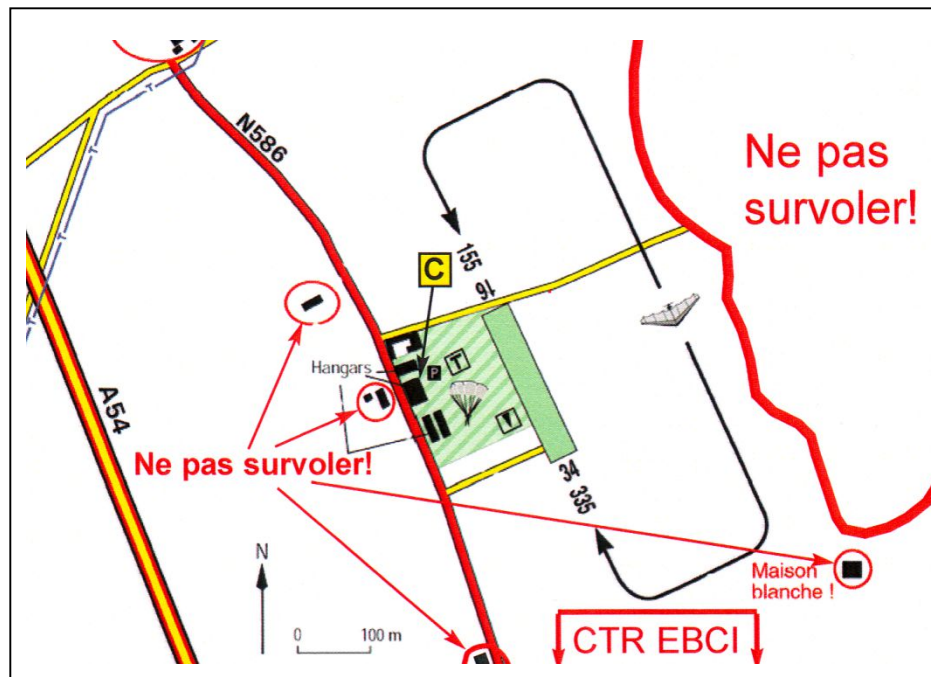 N586
Ne pas
survoler!
155
16
C
Hangars
P
T
A54
Ne pas survoler!
34
335
N
0 100 m
Maison
blanche !
CTR EBCI
T
T
T